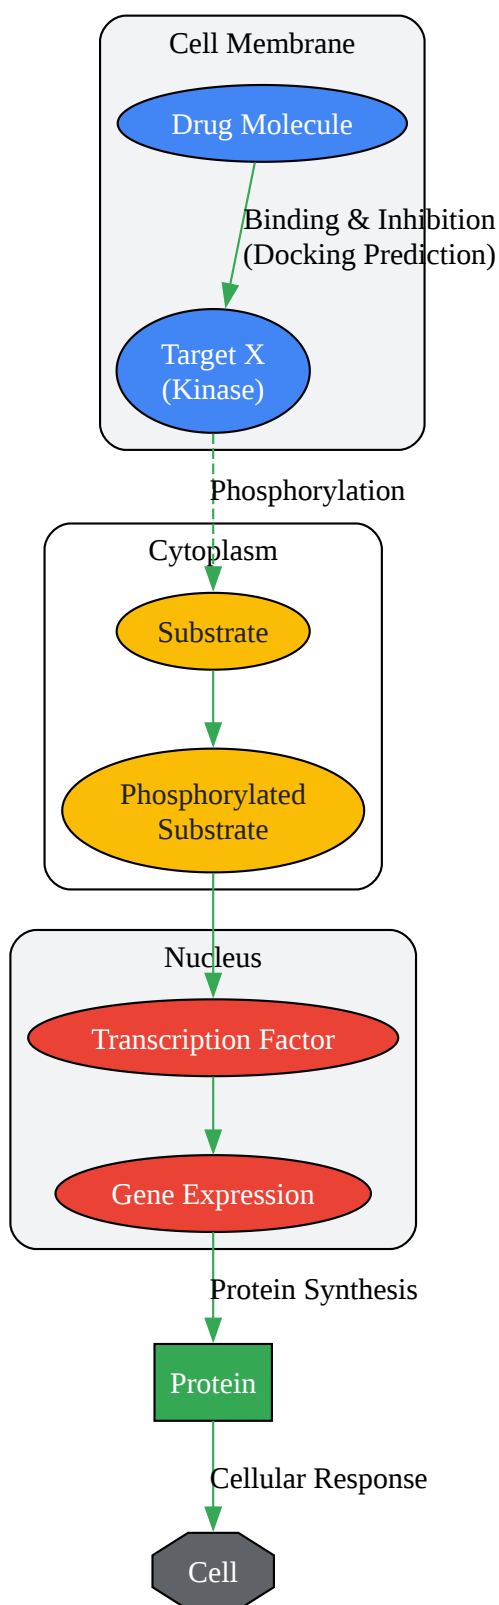 Cell Membrane
Drug Molecule
Binding & Inhibition
(Docking Prediction)
Target X
(Kinase)
Phosphorylation
Cytoplasm
Substrate
Phosphorylated
Substrate
Nucleus
Transcription Factor
Gene Expression
Protein Synthesis
Protein
Cellular Response
Cell